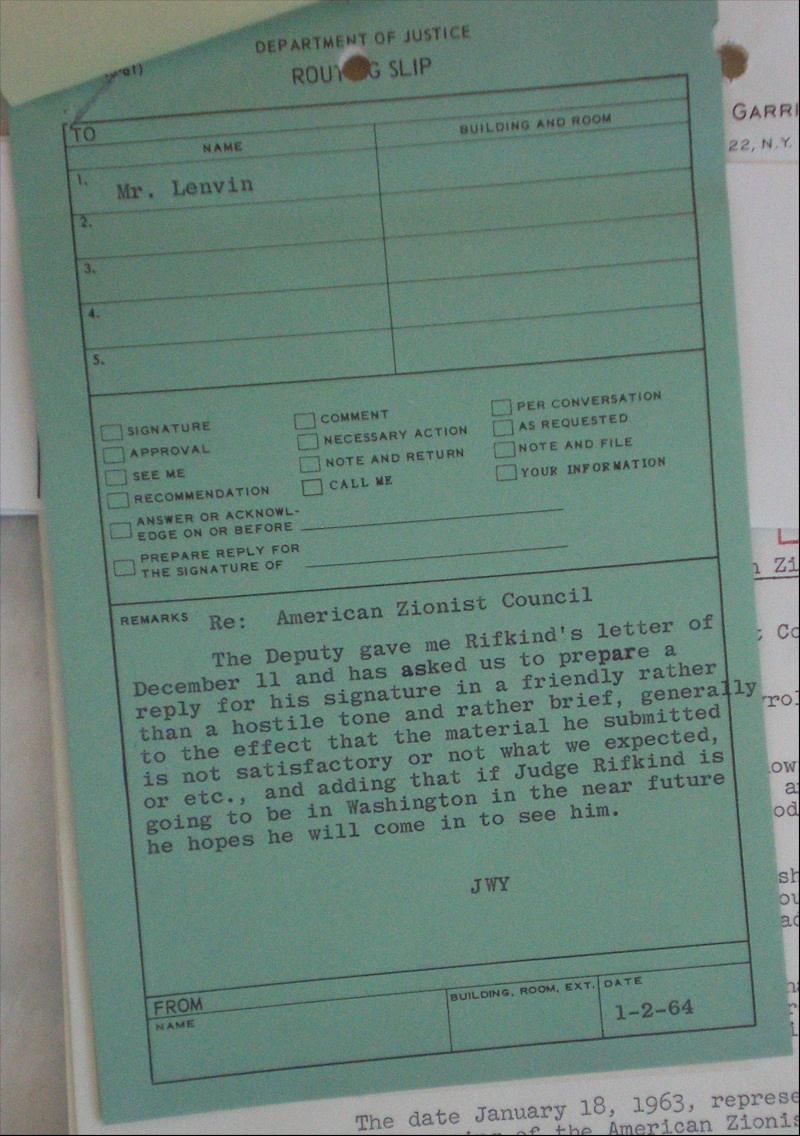 DEPARTMENT OF JUSTICE
ROUTING SLIP
TO
NAME
BUILDING AND ROOM
1. Mr. Lenvin
2.
3.
4.
5.
SIGNATURE
APPROVAL
SEE ME
RECOMMENDATION
ANSWER OR ACKNOWL-
EDGE ON OR BEFORE
PREPARE REPLY FOR
THE SIGNATURE OF
COMMENT
NECESSARY ACTION
NOTE AND RETURN
CALL ME
PER CONVERSATION
AS REQUESTED
NOTE AND FILE
YOUR INFORMATION
REMARKS Re: American Zionist Council
The Deputy gave me Rifkind's letter of
December 11 and has asked us to prepare a
reply for his signature in a friendly rather
than a hostile tone and rather brief, generally
to the effect that the material he submitted
is not satisfactory or not what we expected,
or etc., and adding that if Judge Rifkind is
going to be in Washington in the near future
he hopes he will come in to see him.
JWY
FROM
NAME
BUILDING, ROOM, EXT.
DATE
1-2-64
GARRI
22, N.Y.
The date January 18, 1963, represe
of the American Zionis